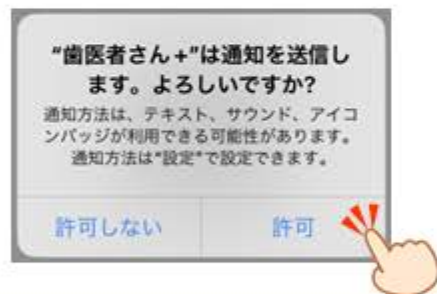 “歯医者さん+”は通知を送信し
ます。よろしいですか?
通知方法は、テキスト、サウンド、アイコ
ンバッジが利用できる可能性があります。
通知方法は“設定”で設定できます。
許可しない
許可